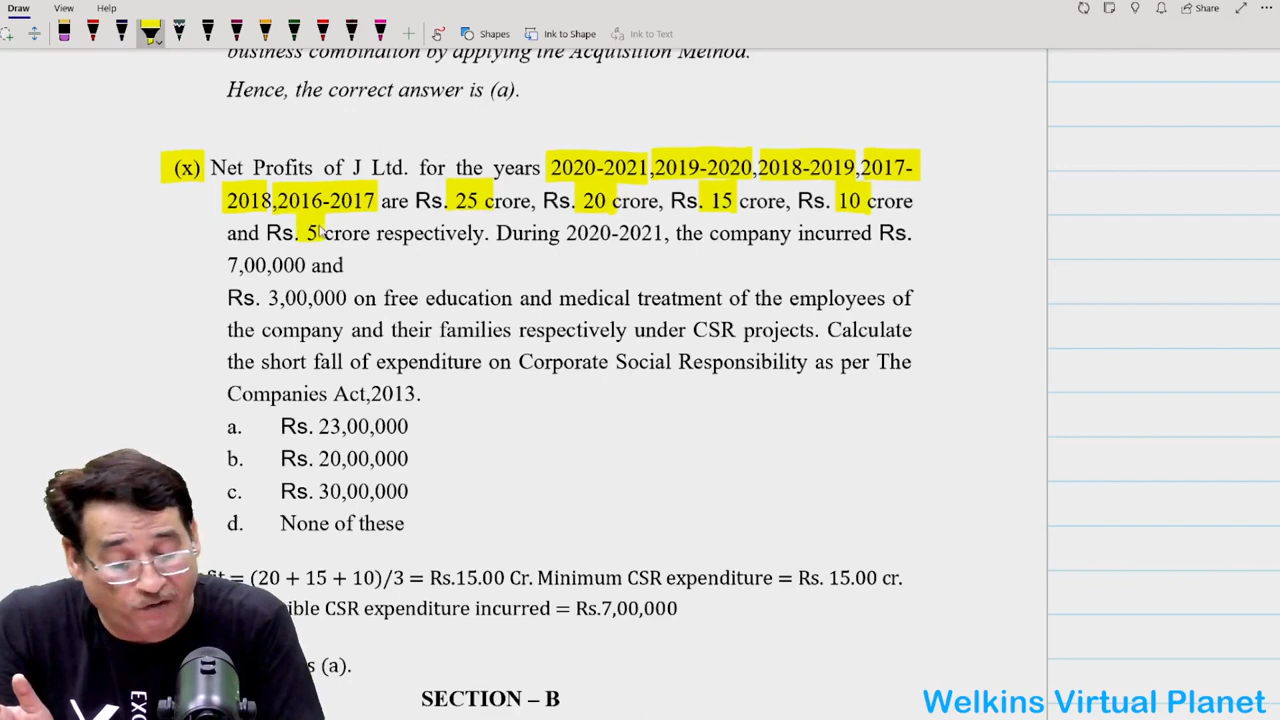 Draw View Help
Share
Shapes Ink to Shape Ink to Text
business combination by applying the Acquisition Method.
Hence, the correct answer is (a).
(x) Net Profits of J Ltd. for the years 2020-2021,2019-2020,2018-2019,2017-
2018,2016-2017 are Rs. 25 crore, Rs. 20 crore, Rs. 15 crore, Rs. 10 crore
and Rs. 5 crore respectively. During 2020-2021, the company incurred Rs.
7,00,000 and
Rs. 3,00,000 on free education and medical treatment of the employees of
the company and their families respectively under CSR projects. Calculate
the short fall of expenditure on Corporate Social Responsibility as per The
Companies Act,2013.
a. Rs. 23,00,000
b. Rs. 20,00,000
c. Rs. 30,00,000
d. None of these
= (20 + 15 + 10)/3 = Rs.15.00 Cr. Minimum CSR expenditure = Rs. 15.00 cr.
CSR expenditure incurred = Rs.7,00,000
(a).
SECTION – B
Welkins Virtual Planet